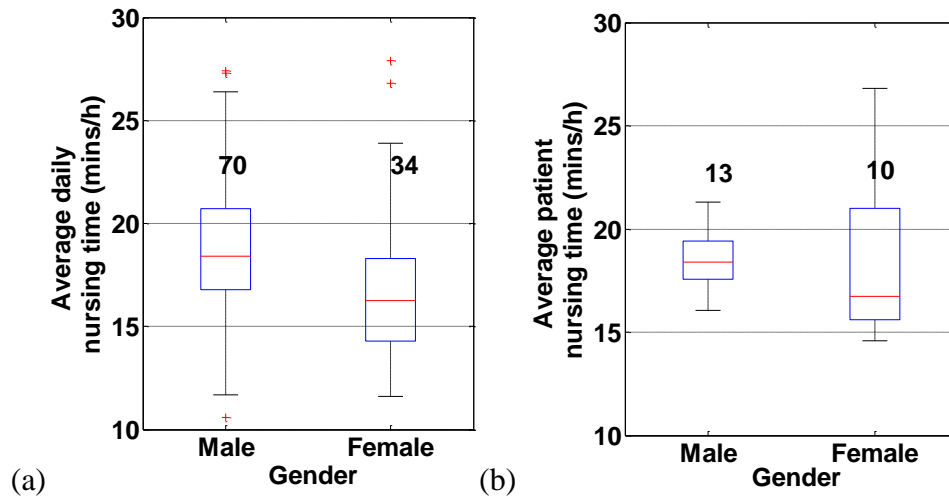 Average daily
nursing time (mins/h)
30
25
20
15
10
70
34
Male
Female
Gender
(a)
Average patient
nursing time (mins/h)
30
25
20
15
10
13
10
Male
Female
Gender
(b)